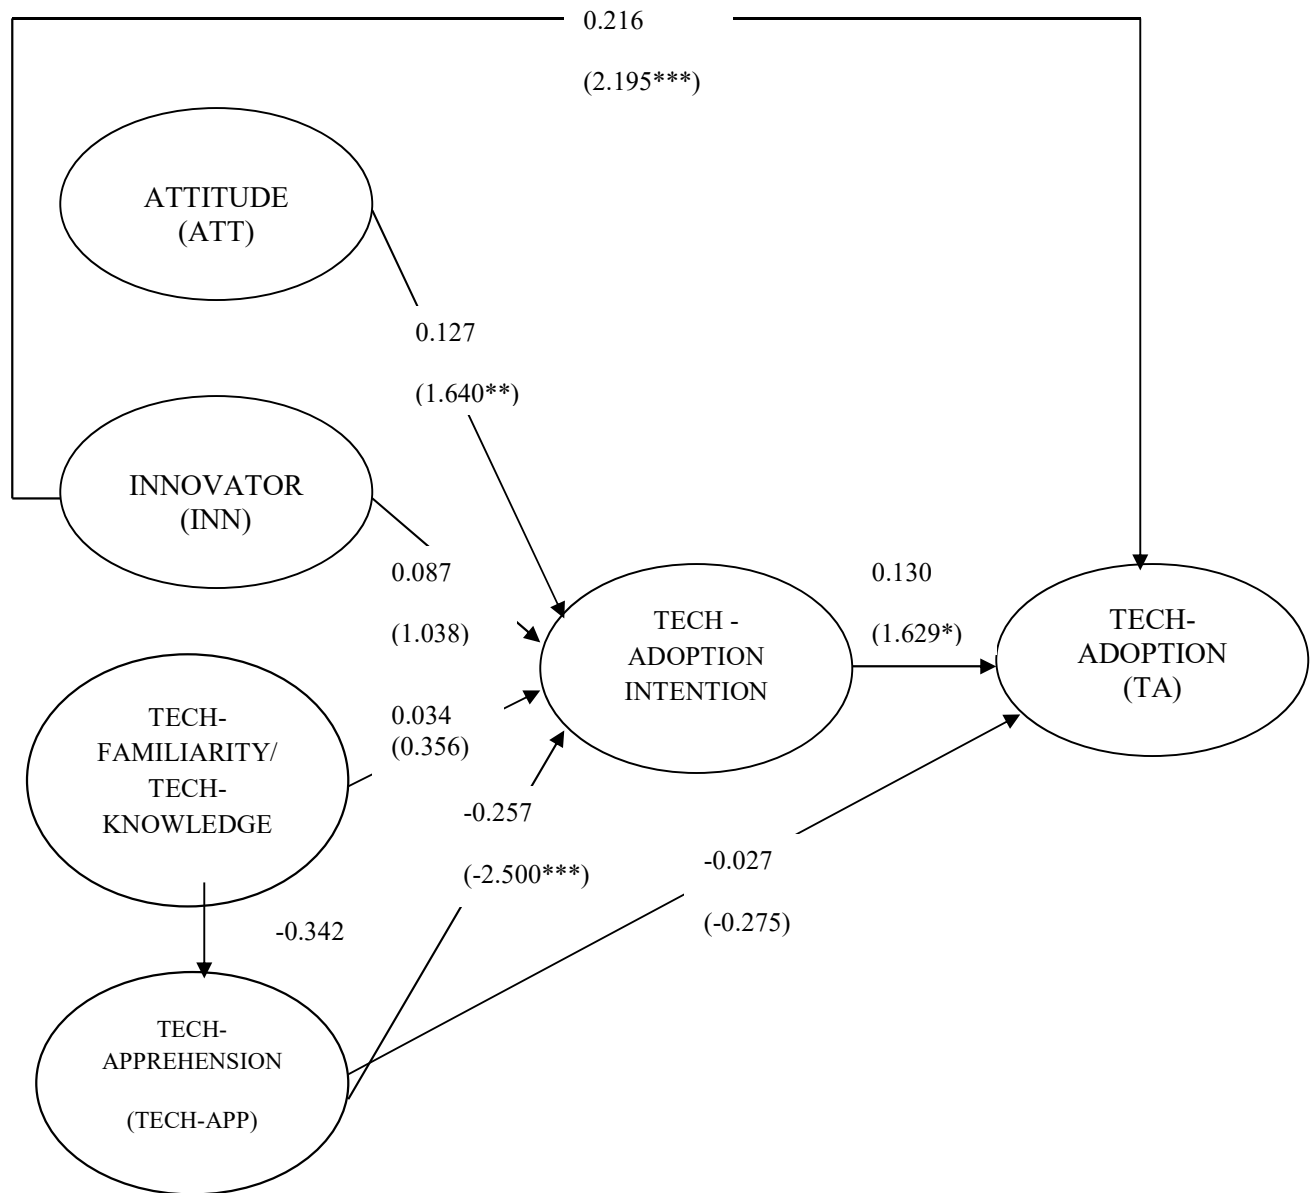 0.216
(2.195***)
ATTITUDE
(ATT)
0.127
(1.640**)
INNOVATOR
(INN)
0.087
(1.038)
TECH -
ADOPTION
INTENTION
0.130
(1.629*)
TECH-
ADOPTION
(TA)
TECH-
FAMILIARITY/
TECH-
KNOWLEDGE
0.034
(0.356)
-0.257
(-2.500***)
-0.027
(-0.275)
-0.342
TECH-
APPREHENSION
(TECH-APP)